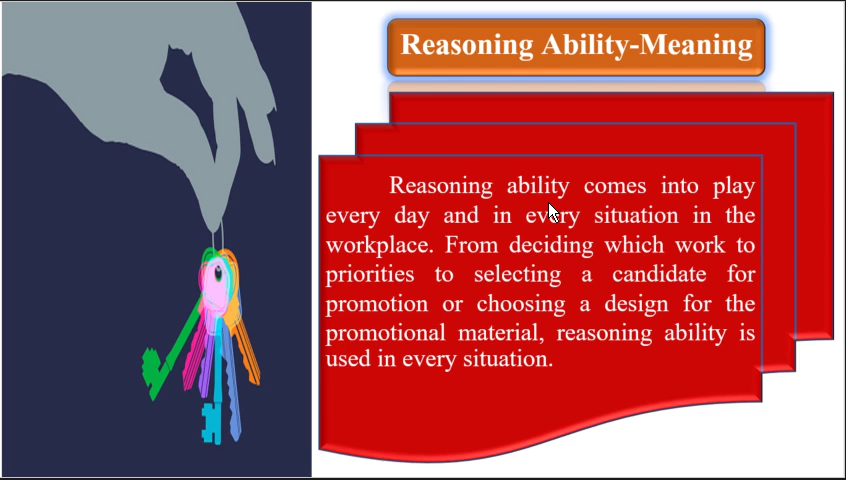 Reasoning Ability-Meaning
Reasoning ability comes into play
every day and in every situation in the
workplace. From deciding which work to
priorities to selecting a candidate for
promotion or choosing a design for the
promotional material, reasoning ability is
used in every situation.